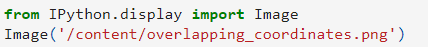 from IPython.display import Image
Image('/content/overlapping_coordinates.png')